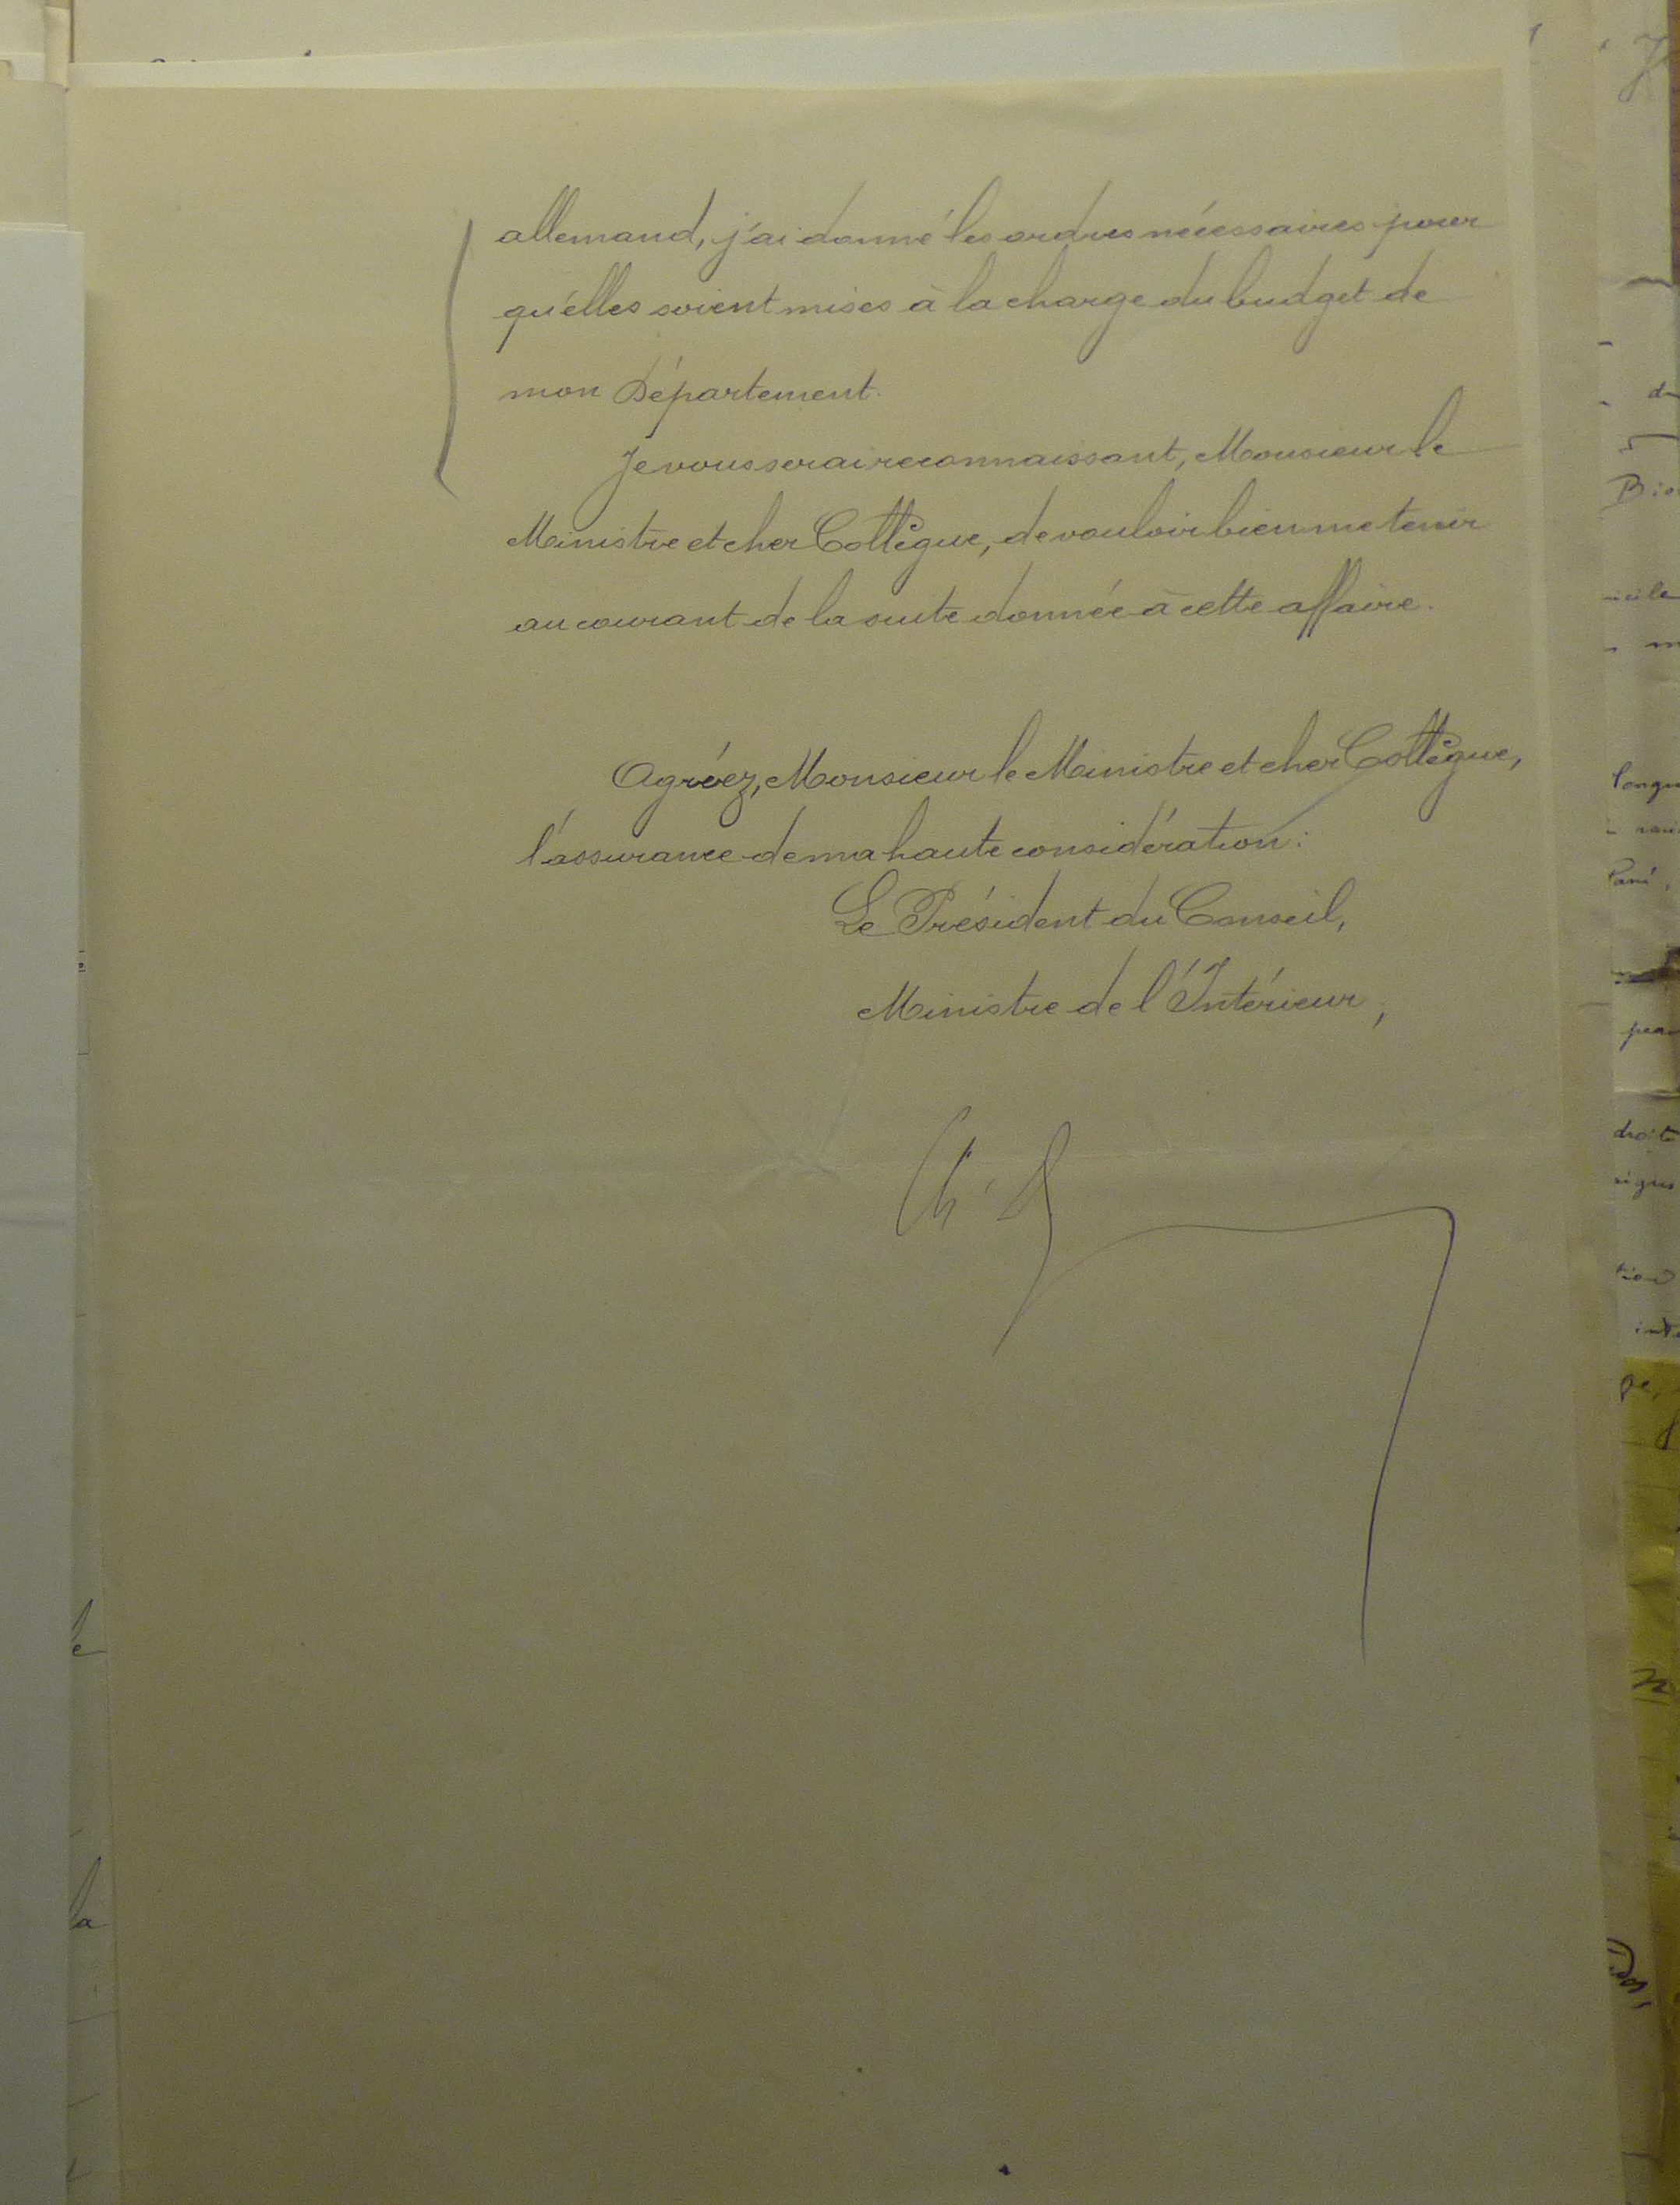 allemand, j'ai donné les ordres nécessaires pour
qu'elles soient mises à la charge du budget de
mon Département.
Je vous serai reconnaissant, Monsieur le
Ministre et cher Collègue, de vouloir bien me tenir
au courant de la suite donnée à cette affaire.
Agréez, Monsieur le Ministre et cher Collègue,
l'assurance de ma haute considération :
Le Président du Conseil,
Ministre de l'Intérieur,
Ch.
le
la